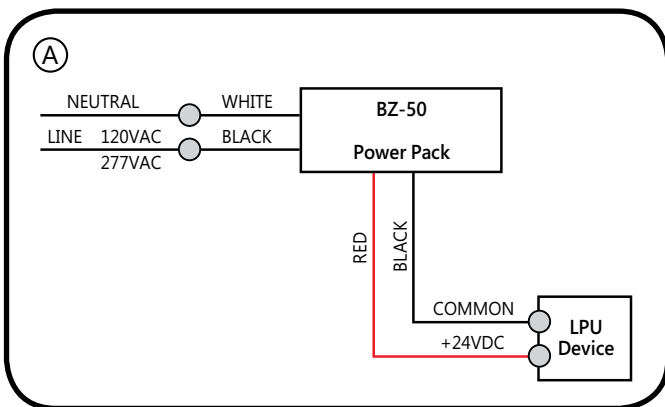 A
NEUTRAL
WHITE
LINE 120VAC
277VAC
BLACK
BZ-50
Power Pack
RED
BLACK
COMMON
+24VDC
LPU
Device